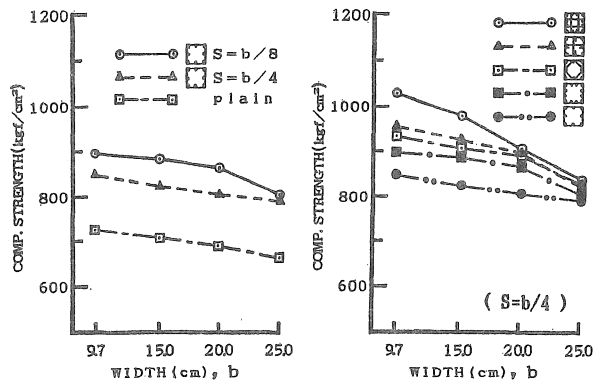 1200
1000
800
600
COMP. STRENGTH(kgf/cm²)
S=b/8
S=b/4
plain
9.7 15.0 20.0 25.0
WIDTH(cm), b
1200
1000
800
600
COMP. STRENGTH(kgf/cm²)
(S=b/4)
9.7 15.0 20.0 25.0
WIDTH(cm), b